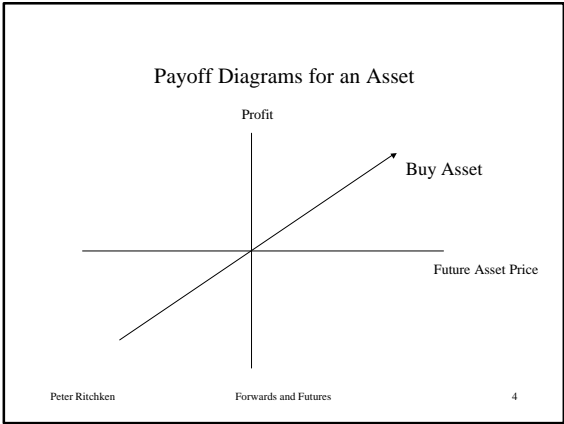 Payoff Diagrams for an Asset
Profit
Buy Asset
Future Asset Price
Peter Ritchken
Forwards and Futures
4